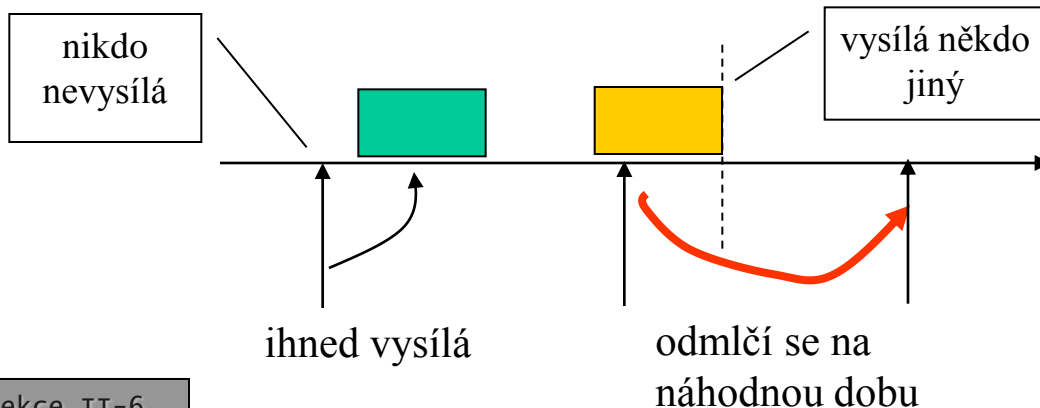 nikdo
nevysílá
vysílá někdo
jiný
ihned vysílá
odmlčí se na
náhodnou dobu